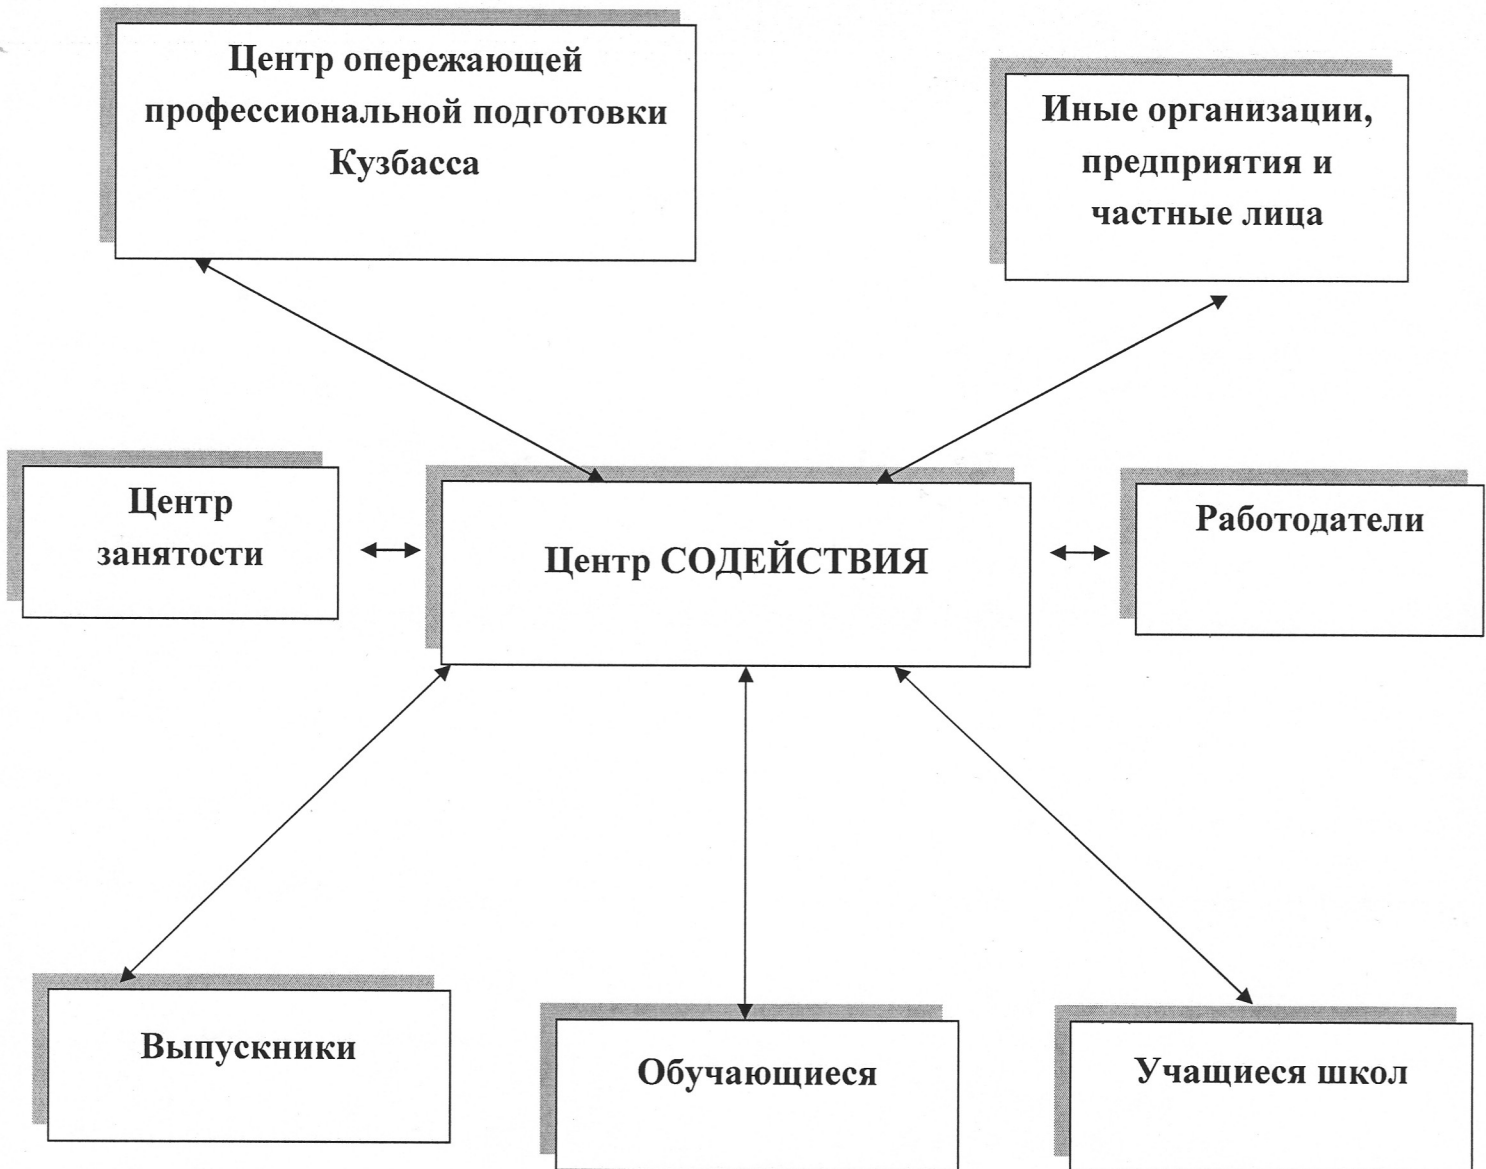 Центр опережающей
профессиональной подготовки
Кузбасса
Иные организации,
предприятия и
частные лица
Центр
занятости
Центр СОДЕЙСТВИЯ
Работодатели
Выпускники
Обучающиеся
Учащиеся школ